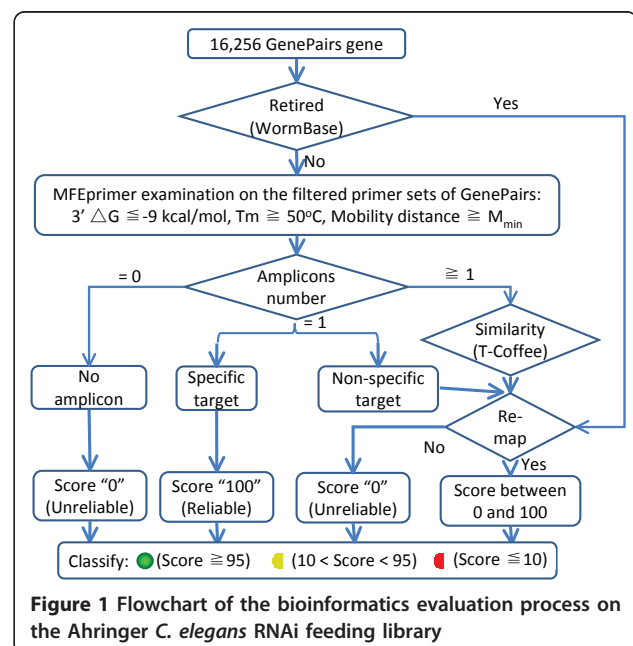 16,256 GenePairs gene
Retired
(WormBase)
Yes
No
MFEprimer examination on the filtered primer sets of GenePairs:
3’ △G ≦-9 kcal/mol, Tm ≧ 50°C, Mobility distance ≧ Mmin
= 0
Amplicons
number
≧ 1
= 1
Similarity
(T-Coffee)
No
amplicon
Specific
target
Non-specific
target
Re-
map
No
Yes
Score “0”
(Unreliable)
Score “100”
(Reliable)
Score “0”
(Unreliable)
Score between
0 and 100
Classify: (Score ≧ 95) (10 < Score < 95) (Score ≦ 10)
Figure 1 Flowchart of the bioinformatics evaluation process on
the Ahringer C. elegans RNAi feeding library